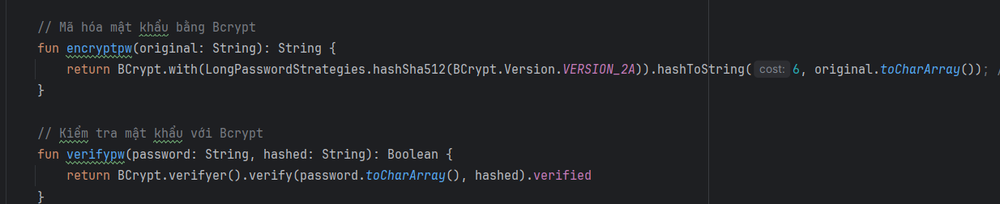 // Mã hóa mật khẩu bằng Bcrypt
fun encryptpw(original: String): String {
return BCrypt.with(LongPasswordStrategies.hashSha512(BCrypt.Version.VERSION_2A)).hashToString( cost: 6, original.toCharArray()); /
}
// Kiểm tra mật khẩu với Bcrypt
fun verifypw(password: String, hashed: String): Boolean {
return BCrypt.verifyer().verify(password.toCharArray(), hashed).verified
}